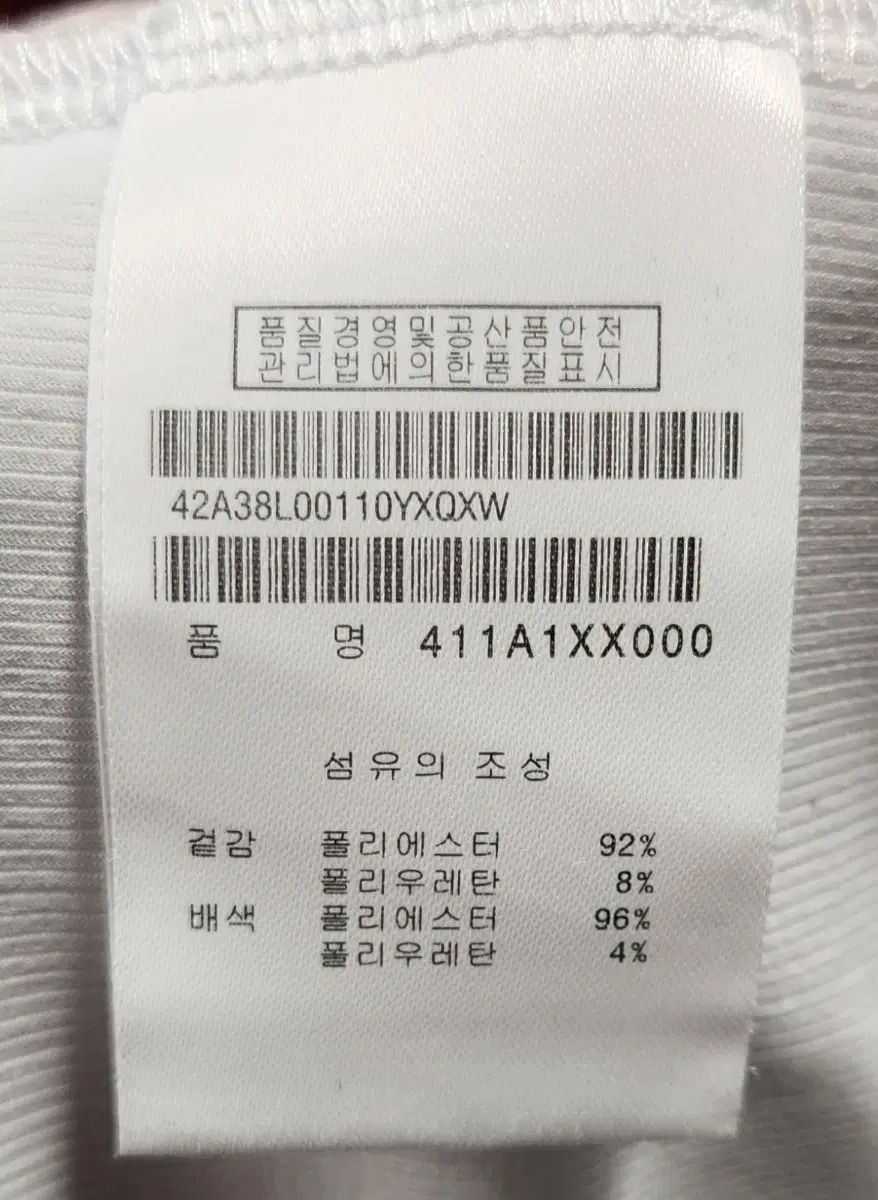 품질경영및공산품안전
관리법에의한품질표시
42A38L00110YXQXW
품 명 411A1XX000
섬유의 조성
겉감 폴리에스터 92%
폴리우레탄 8%
배색 폴리에스터 96%
폴리우레탄 4%